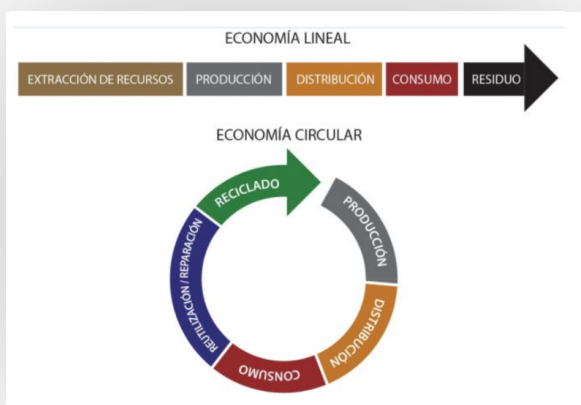 ECONOMÍA LINEAL
EXTRACCIÓN DE RECURSOS PRODUCCIÓN DISTRIBUCIÓN CONSUMO RESIDUO
ECONOMÍA CIRCULAR
RECICLADO
PRODUCCIÓN
DISTRIBUCIÓN
CONSUMO
REUTILIZACIÓN / REPARACIÓN